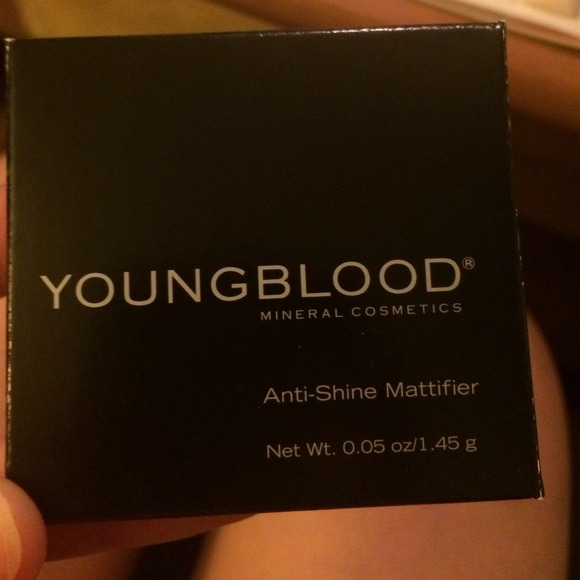 YOUNGBLOOD®
MINERAL COSMETICS
Anti-Shine Mattifier
Net Wt. 0.05 oz/1.45 g